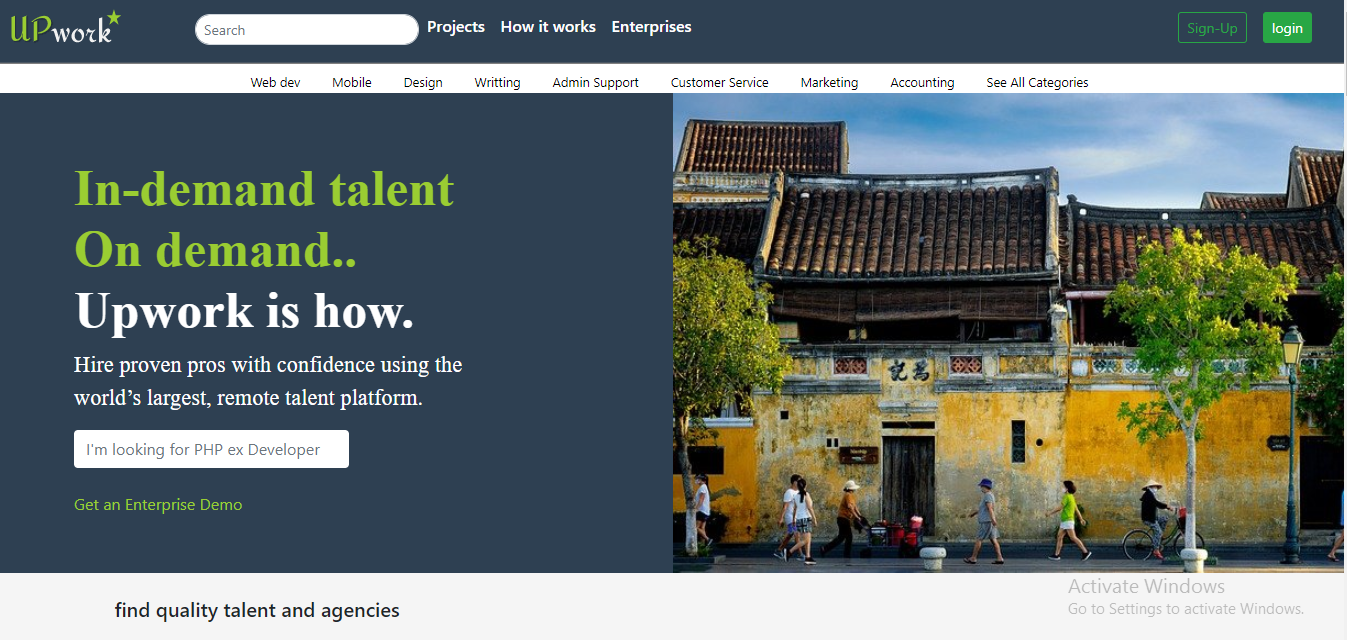 UPwork
Search
Projects
How it works
Enterprises
Sign-Up
login
Web dev
Mobile
Design
Writting
Admin Support
Customer Service
Marketing
Accounting
See All Categories
In-demand talent
On demand..
Upwork is how.
Hire proven pros with confidence using the
world’s largest, remote talent platform.
I'm looking for PHP ex Developer
Get an Enterprise Demo
find quality talent and agencies
Activate Windows
Go to Settings to activate Windows.